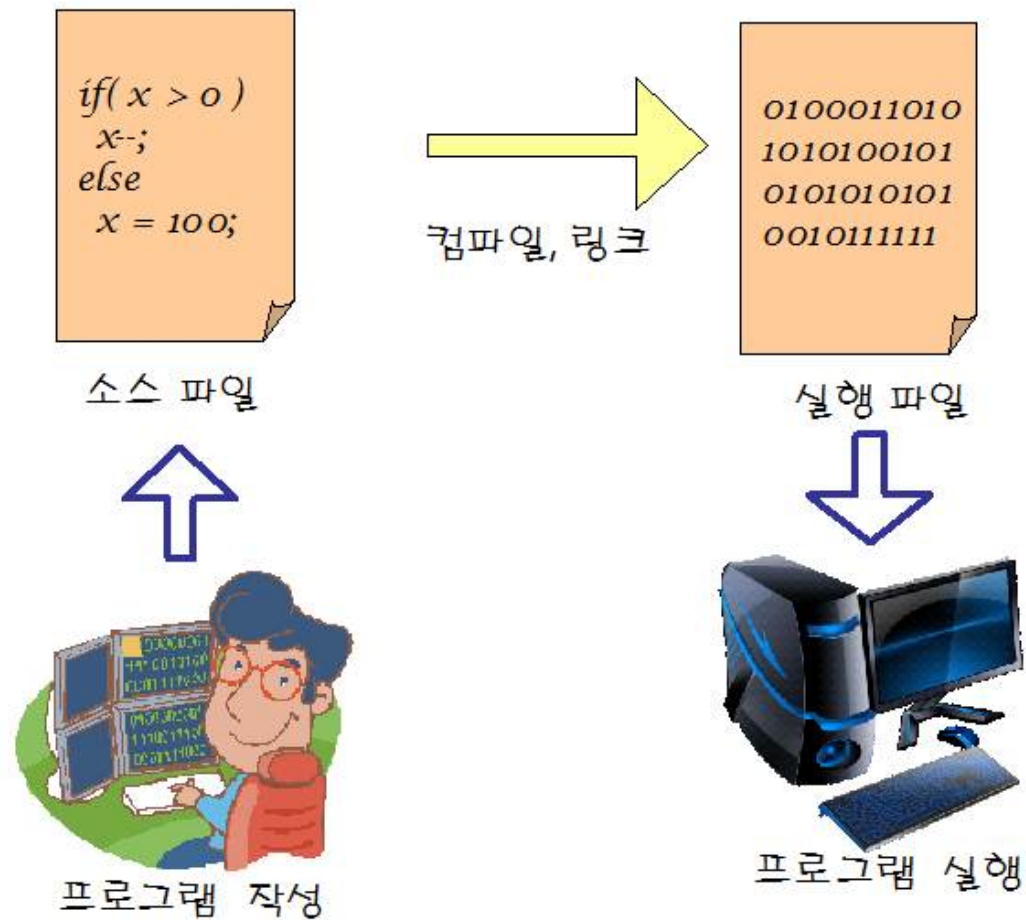 if( x > 0 )
x--;
else
x = 100;
컴파일, 링크
0100011010
1010100101
0101010101
0010111111
소스 파일
실행 파일
프로그램 작성
프로그램 실행